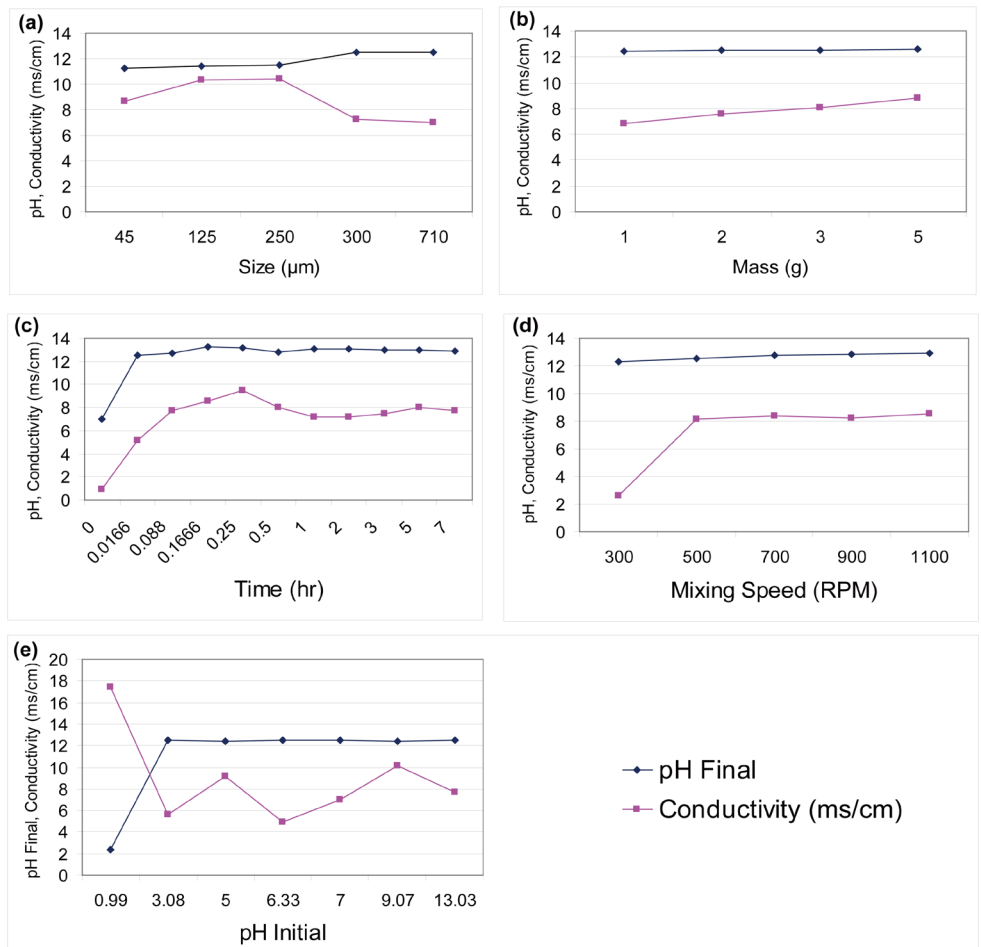 (a)
pH, Conductivity (ms/cm)
14
12
10
8
6
4
2
0
45 125 250 300 710
Size (µm)
(b)
pH, Conductivity (ms/cm)
14
12
10
8
6
4
2
0
1 2 3 5
Mass (g)
(c)
pH, Conductivity (ms/cm)
14
12
10
8
6
4
2
0
0 0.0166 0.088 0.1666 0.25 0.5 1 2 3 5 7
Time (hr)
(d)
pH, Conductivity (ms/cm)
14
12
10
8
6
4
2
0
300 500 700 900 1100
Mixing Speed (RPM)
(e)
pH Final, Conductivity (ms/cm)
20
18
16
14
12
10
8
6
4
2
0
0.99 3.08 5 6.33 7 9.07 13.03
pH Initial
pH Final
Conductivity (ms/cm)